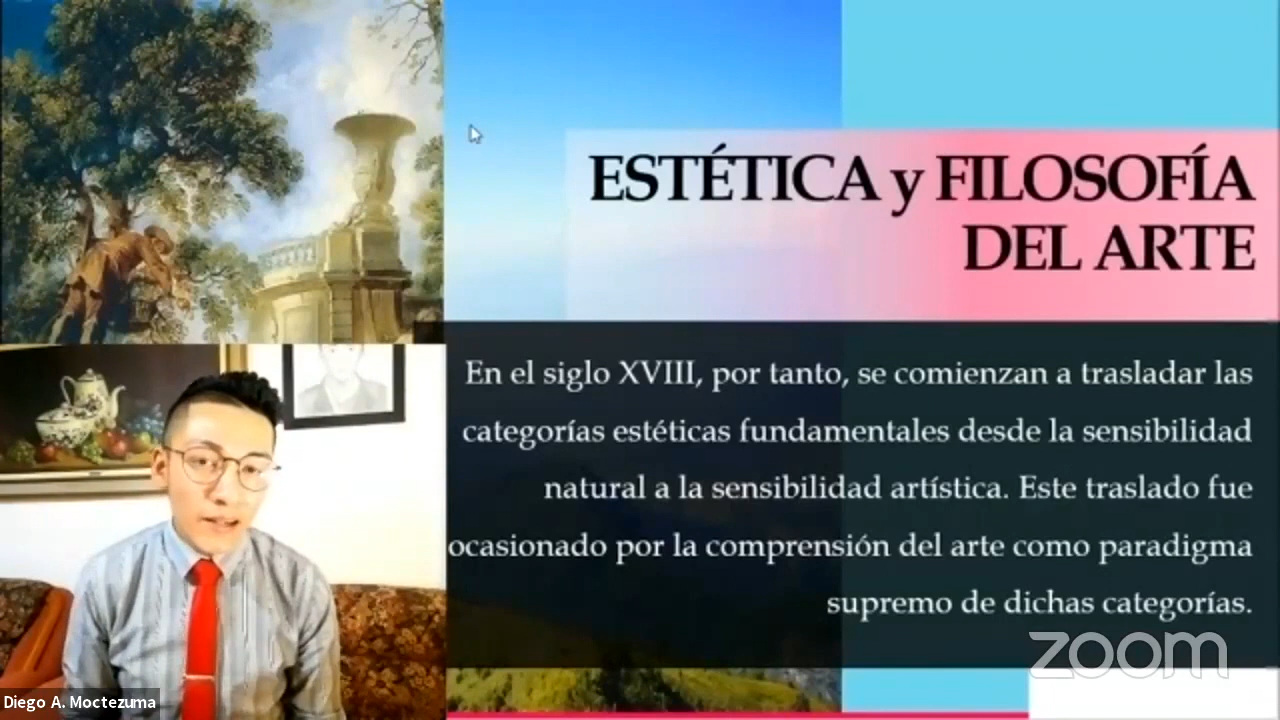 ESTÉTICA y FILOSOFÍA
DEL ARTE
En el siglo XVIII, por tanto, se comienzan a trasladar las
categorías estéticas fundamentales desde la sensibilidad
natural a la sensibilidad artística. Este traslado fue
ocasionado por la comprensión del arte como paradigma
supremo de dichas categorías.
zoom
Diego A. Moctezuma